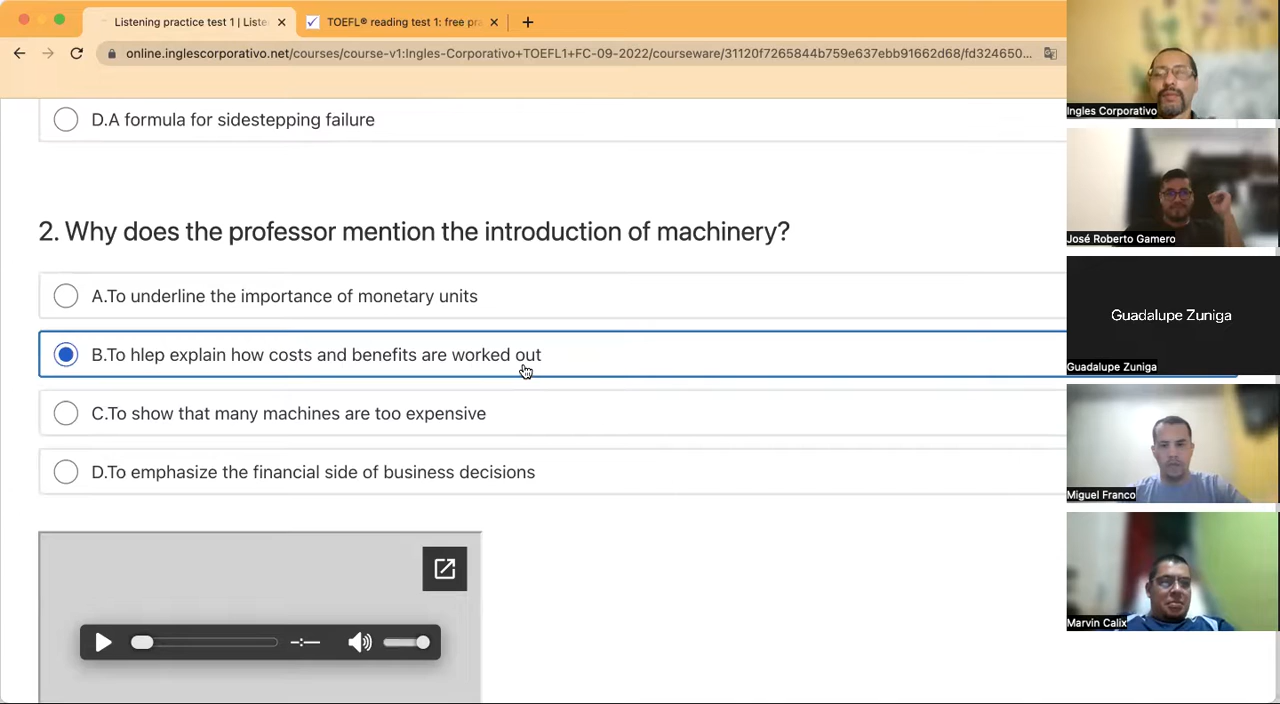 Listening practice test 1 | Liste
TOEFL® reading test 1: free pra
online.inglescorporativo.net/courses/course-v1:Ingles-Corporativo+TOEFL1+FC-09-2022/courseware/31120f7265844b759e637ebb91662d68/fd324650...
D.A formula for sidestepping failure
2. Why does the professor mention the introduction of machinery?
A.To underline the importance of monetary units
B.To hlep explain how costs and benefits are worked out
C.To show that many machines are too expensive
D.To emphasize the financial side of business decisions
--:--
Ingles Corporativo
José Roberto Gamero
Guadalupe Zuniga
Guadalupe Zuniga
Miguel Franco
Marvin Calix